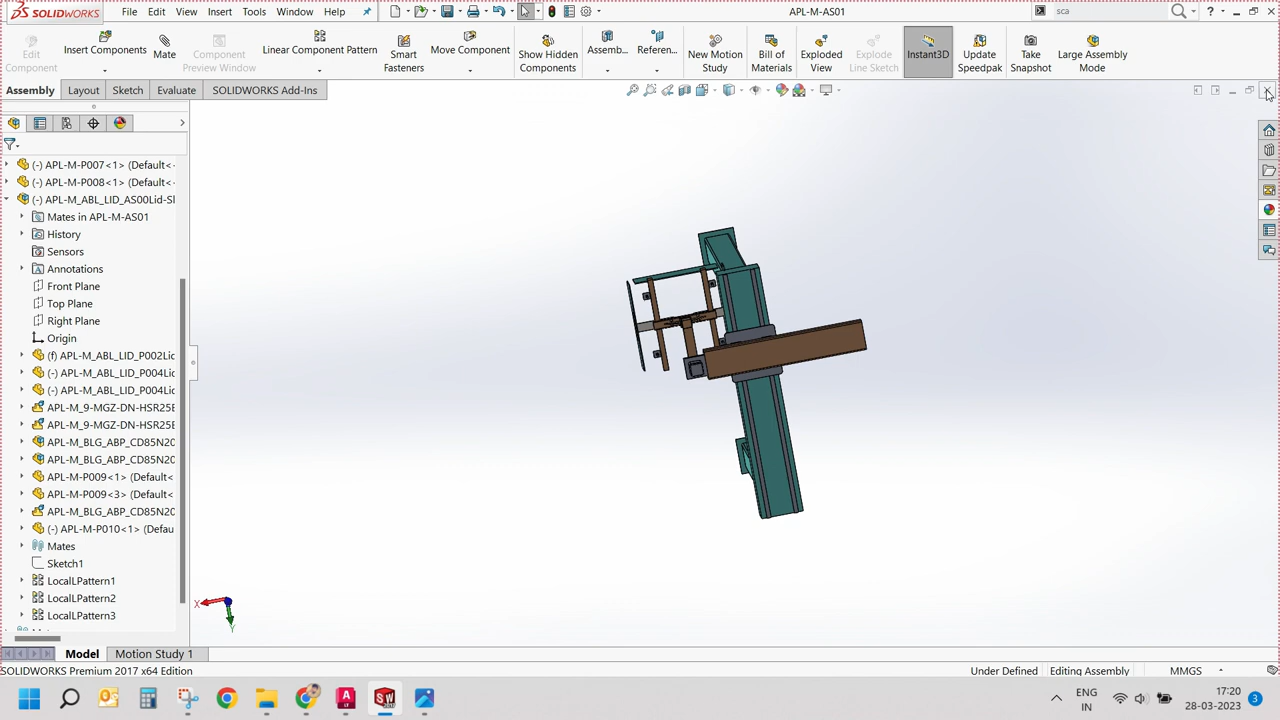 SOLIDWORKS File Edit View Insert Tools Window Help APL-M-AS01 sca
Edit Component
Insert Components
Mate
Component Preview Window
Linear Component Pattern
Smart Fasteners
Move Component
Show Hidden Components
Assemb...
Referen...
New Motion Study
Bill of Materials
Exploded View
Explode Line Sketch
Instant3D
Update Speedpak
Take Snapshot
Large Assembly Mode
Assembly Layout Sketch Evaluate SOLIDWORKS Add-Ins
(-) APL-M-P007<1> (Default<-
(-) APL-M-P008<1> (Default<-
(-) APL-M_ABL_LID_AS00Lid-Sl
Mates in APL-M-AS01
History
Sensors
Annotations
Front Plane
Top Plane
Right Plane
Origin
(f) APL-M_ABL_LID_P002Lic
(-) APL-M_ABL_LID_P004Lic
(-) APL-M_ABL_LID_P004Lic
APL-M_9-MGZ-DN-HSR25E
APL-M_9-MGZ-DN-HSR25E
APL-M_BLG_ABP_CD85N20
APL-M_BLG_ABP_CD85N20
APL-M-P009<1> (Default<-
APL-M-P009<3> (Default<-
APL-M_BLG_ABP_CD85N20
(-) APL-M-P010<1> (Defau
Mates
Sketch1
LocalLPattern1
LocalLPattern2
LocalLPattern3
X
Y
Model Motion Study 1
SOLIDWORKS Premium 2017 x64 Edition Under Defined Editing Assembly MMGS
ENG IN
17:20
28-03-2023
3